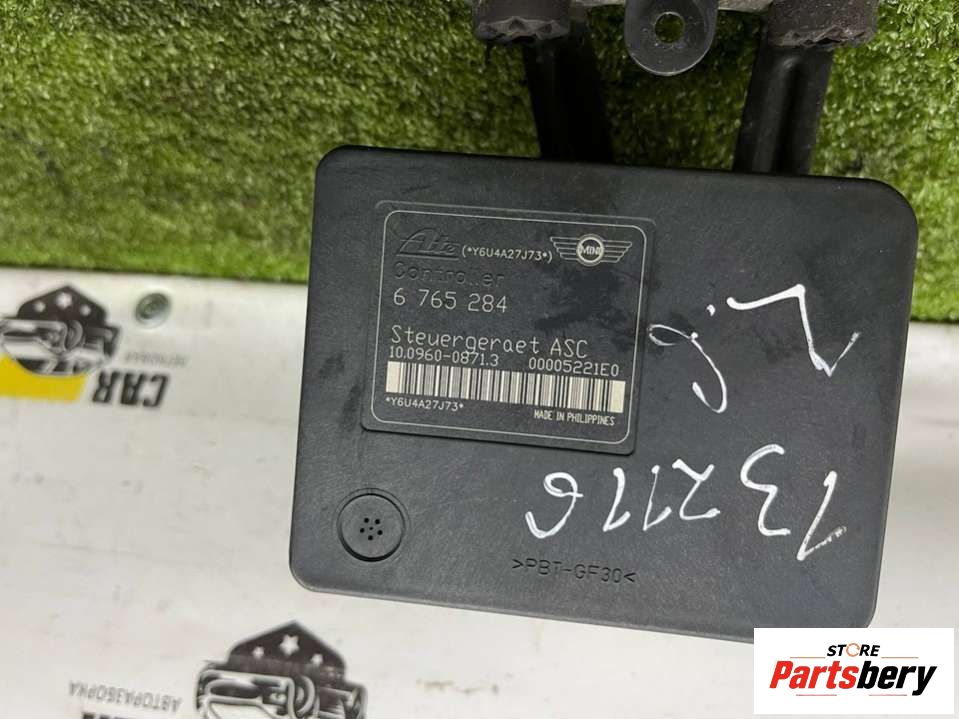 Ate (*Y6U4A27J73*) MINI
Controller
6 765 284
Steuergeraet ASC
10.0960-0871.3 00005221E0
*Y6U4A27J73*
MADE IN PHILIPPINES
>PBT-GF30<
CAR
АВТОРАЗБОРКА
STORE
Partsbery